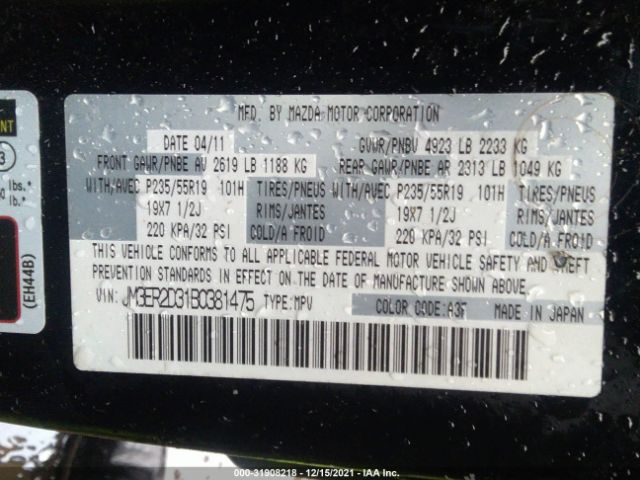 MFD. BY MAZDA MOTOR CORPORATION
DATE 04/11 GVWR/PNBV 4923 LB 2233 KG
FRONT GAWR/PNBE AV 2619 LB 1188 KG REAR GAWR/PNBE AR 2313 LB 1049 KG
WITH/AVEC P235/55R19 101H TIRES/PNEUS WITH/AVEC P235/55R19 101H TIRES/PNEUS
19X7 1/2J RIMS/JANTES 19X7 1/2J RIMS/JANTES
220 KPA/32 PSI COLD/A FROID 220 KPA/32 PSI COLD/A FROID
THIS VEHICLE CONFORMS TO ALL APPLICABLE FEDERAL MOTOR VEHICLE SAFETY AND THEFT
PREVENTION STANDARDS IN EFFECT ON THE DATE OF MANUFACTURE SHOWN ABOVE.
VIN: JM3ER2D31B0381475 TYPE:MPV COLOR CODE:A3F MADE IN JAPAN
lbs.*
lb.*
(EH44B)
000-31908218 - 12/15/2021 - IAA Inc.